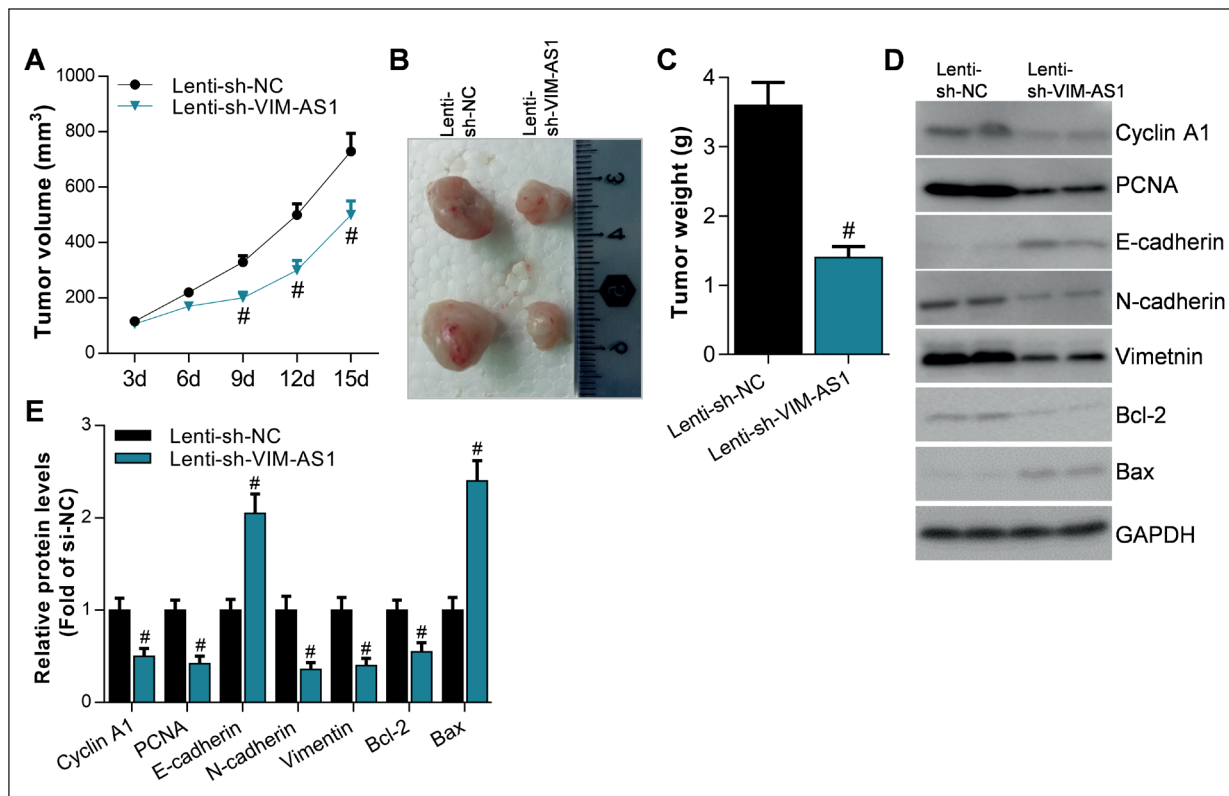 A
1000
800
600
400
200
0
Tumor volume (mm³)
Lenti-sh-NC
Lenti-sh-VIM-AS1
#
#
#
3d 6d 9d 12d 15d
B
Lenti-
sh-NC
Lenti-
sh-VIM-AS1
3
4
5
6
C
Tumor weight (g)
4
3
2
1
0
#
Lenti-sh-NC
Lenti-sh-VIM-AS1
D
Lenti-
sh-NC
Lenti-
sh-VIM-AS1
Cyclin A1
PCNA
E-cadherin
N-cadherin
Vimetnin
Bcl-2
Bax
GAPDH
E
Relative protein levels
(Fold of si-NC)
3
2
1
0
Lenti-sh-NC
Lenti-sh-VIM-AS1
# # # # # # #
Cyclin A1
PCNA
E-cadherin
N-cadherin
Vimentin
Bcl-2
Bax